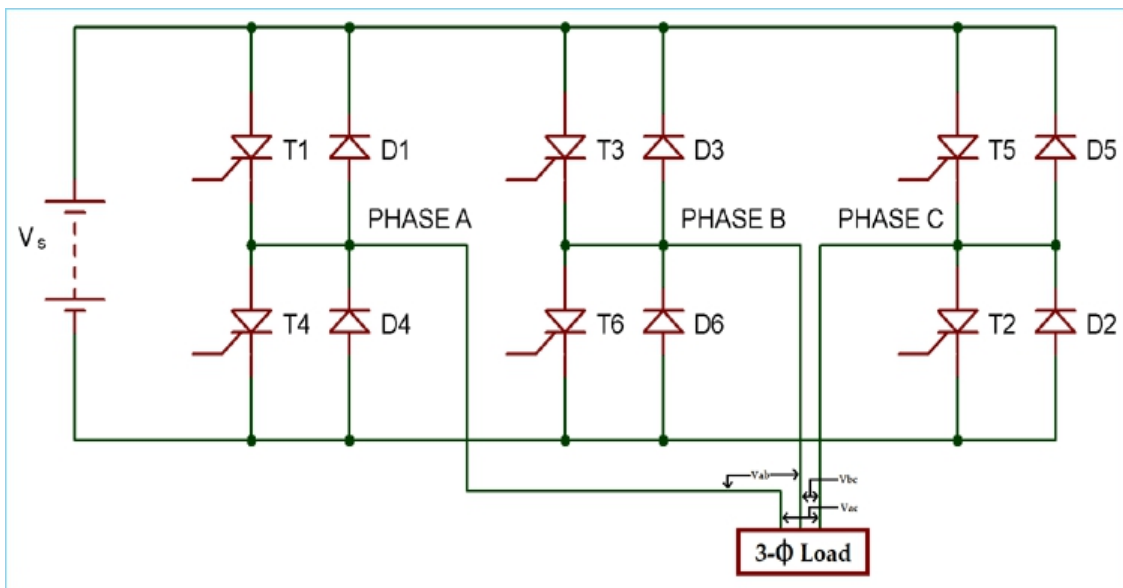 T1
D1
T3
D3
T5
D5
PHASE A
PHASE B
PHASE C
Vs
T4
D4
T6
D6
T2
D2
Vab
Vbc
Vac
3-Φ Load